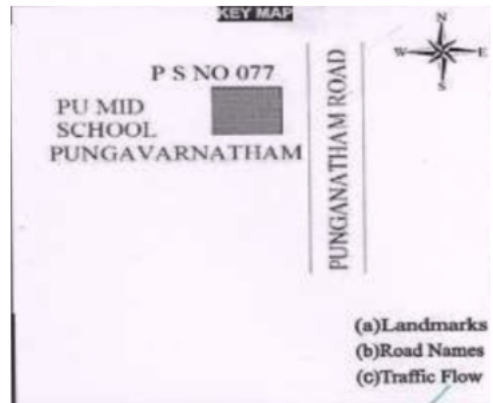 KEY MAP
N
W E
S
P S NO 077
PU MID
SCHOOL
PUNGAVARNATHAM
PUNGANATHAM ROAD
(a)Landmarks
(b)Road Names
(c)Traffic Flow